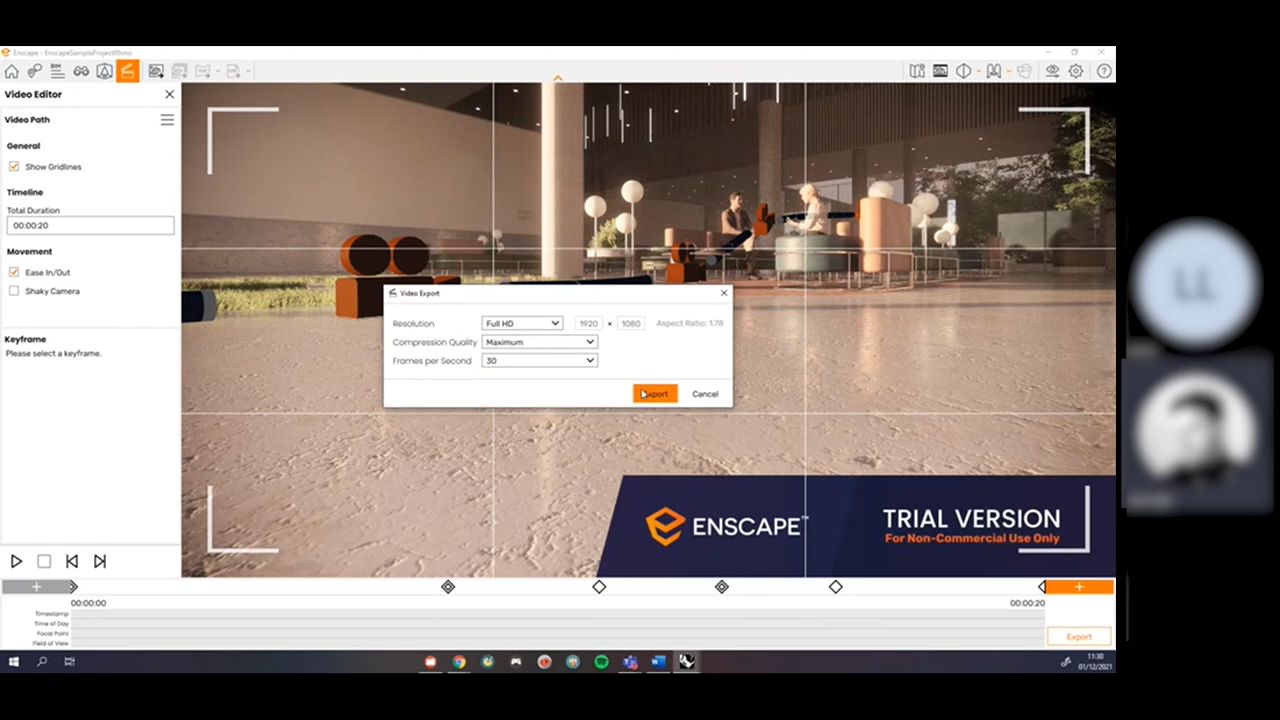 Enscape - EnscapeSampleProjectRhino
Video Editor
Video Path
General
Show Gridlines
Timeline
Total Duration
00:00:20
Movement
Ease In/Out
Shaky Camera
Keyframe
Please select a keyframe.
Video Export
Resolution
Full HD
1920 × 1080
Aspect Ratio: 1.78
Compression Quality
Maximum
Frames per Second
30
Export
Cancel
ENSCAPE™
TRIAL VERSION
For Non-Commercial Use Only
00:00:00
00:00:20
Timestamp
Time of Day
Focal Point
Field of View
Export
11:30
01/12/2021
LL